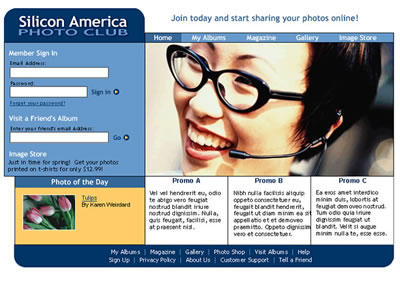 Silicon America
PHOTO CLUB
Join today and start sharing your photos online!
Home My Albums Magazine Gallery Image Store
Member Sign In
Email Address:
Password:
Sign in
Forgot your password?
Visit a Friend's Album
Enter your friend's email Address:
Go
Image Store
Just in time for spring! Get your photos
printed on t-shirts for only $12.99!
Photo of the Day
Tulips
By Karen Weirdard
Promo A
Wisi vel hendrerit eu, odio
te abigo vero feugiat
nostrud blandit iriure
nostrud dignissim. Nulla,
quis feugait, facilisi, esse
at praesent nisl.
Promo B
Nibh nulla facilisis aliquip
oppeto consectetuer eu,
torqueo blandit hendrerit,
feugait ut diam minim ea sit
appellatio et et demoveo
praemitto. Oppeto dignissim
vero et consectetuer.
Promo C
Ea eros amet interdico
minim duis, lobortis at
feugiat demoveo nostrud.
Tum odio quia iriure
dignissim feugiat ut
blandit. Velit si augue
minim nulla te, esse esse.
My Albums | Magazine | Gallery | Photo Shop | Visit Albums | Help
Sign Up | Privacy Policy | About Us | Customer Support | Tell a Friend